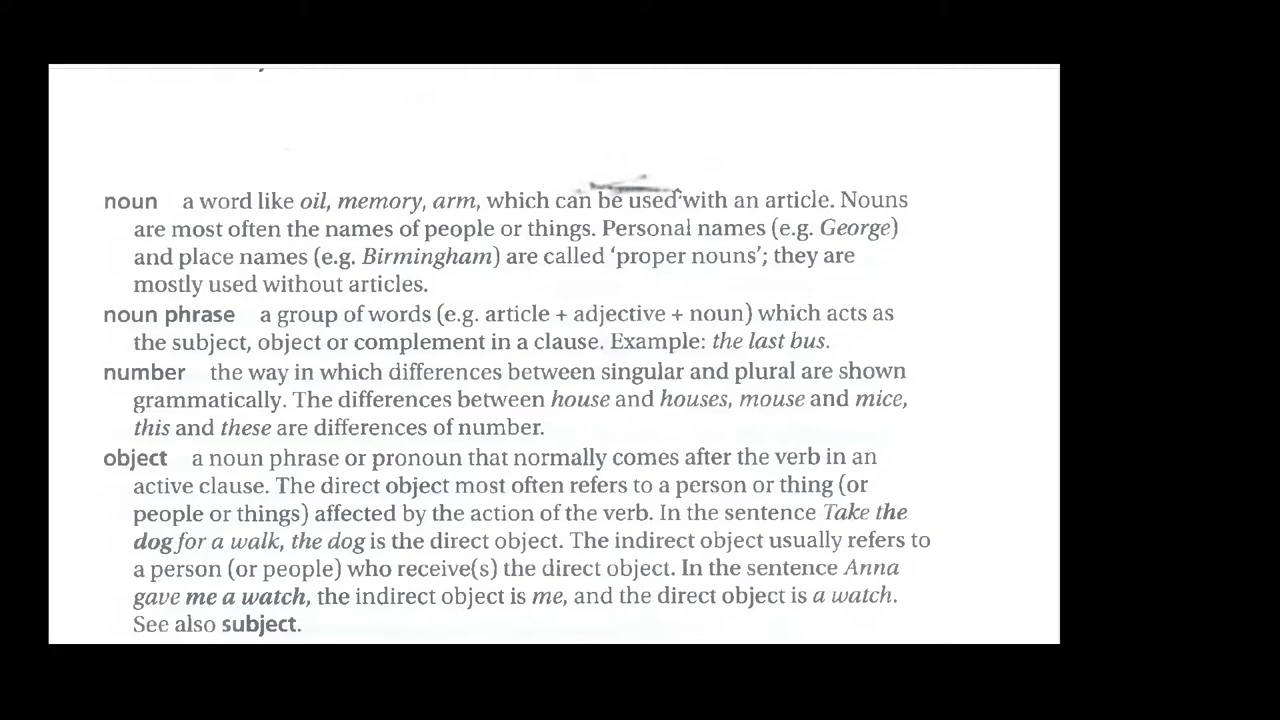 noun a word like oil, memory, arm, which can be used with an article. Nouns
are most often the names of people or things. Personal names (e.g. George)
and place names (e.g. Birmingham) are called ‘proper nouns’; they are
mostly used without articles.
noun phrase a group of words (e.g. article + adjective + noun) which acts as
the subject, object or complement in a clause. Example: the last bus.
number the way in which differences between singular and plural are shown
grammatically. The differences between house and houses, mouse and mice,
this and these are differences of number.
object a noun phrase or pronoun that normally comes after the verb in an
active clause. The direct object most often refers to a person or thing (or
people or things) affected by the action of the verb. In the sentence Take the
dog for a walk, the dog is the direct object. The indirect object usually refers to
a person (or people) who receive(s) the direct object. In the sentence Anna
gave me a watch, the indirect object is me, and the direct object is a watch.
See also subject.